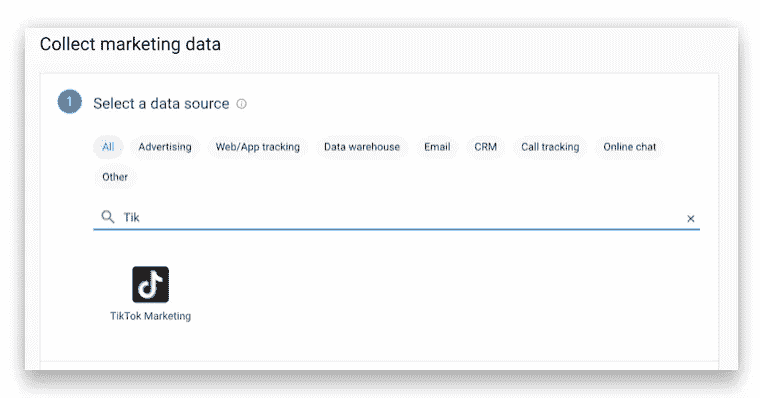 Collect marketing data
1 Select a data source
All Advertising Web/App tracking Data warehouse Email CRM Call tracking Online chat
Other
Tik
TikTok Marketing